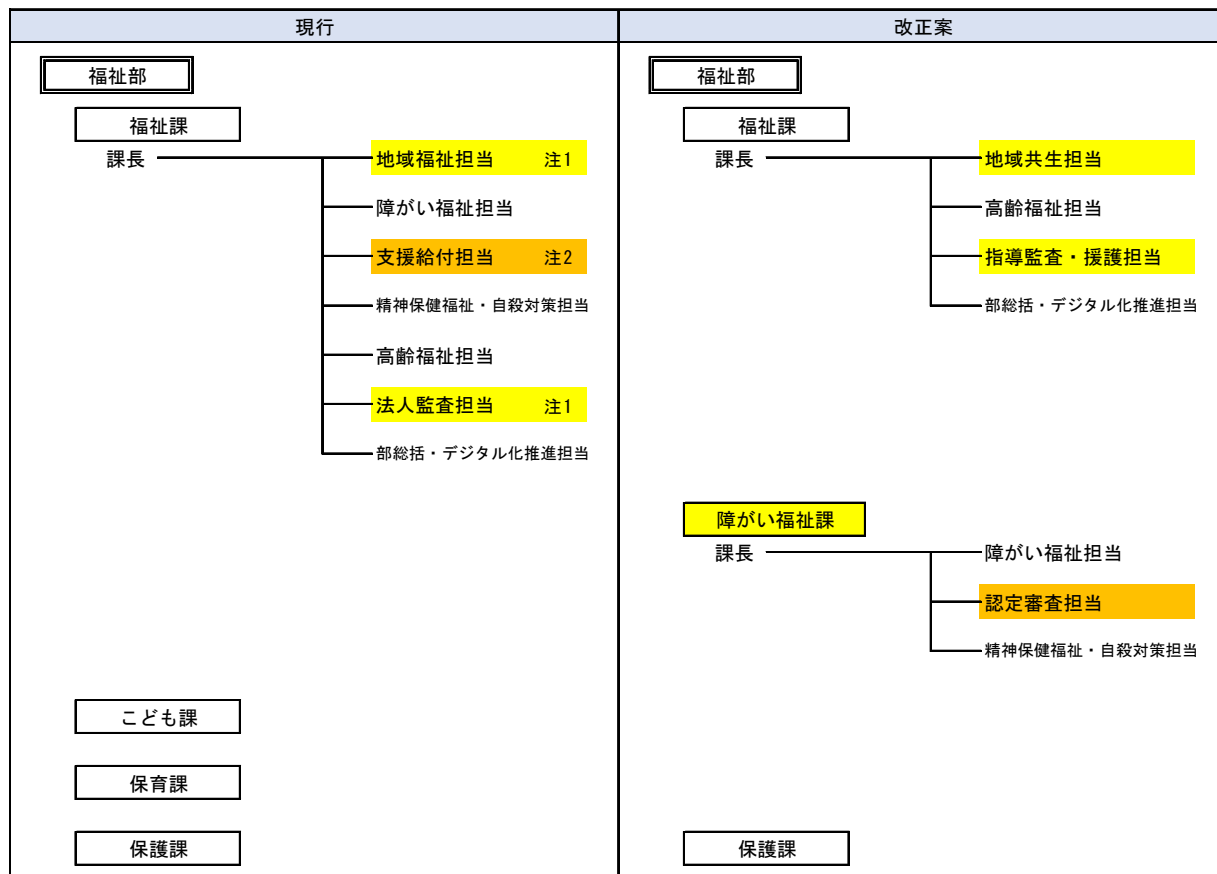 現行
福祉部
福祉課
課長
地域福祉担当 注1
障がい福祉担当
支援給付担当 注2
精神保健福祉・自殺対策担当
高齢福祉担当
法人監査担当 注1
部総括・デジタル化推進担当
こども課
保育課
保護課
改正案
福祉部
福祉課
課長
地域共生担当
高齢福祉担当
指導監査・援護担当
部総括・デジタル化推進担当
障がい福祉課
課長
障がい福祉担当
認定審査担当
精神保健福祉・自殺対策担当
保護課